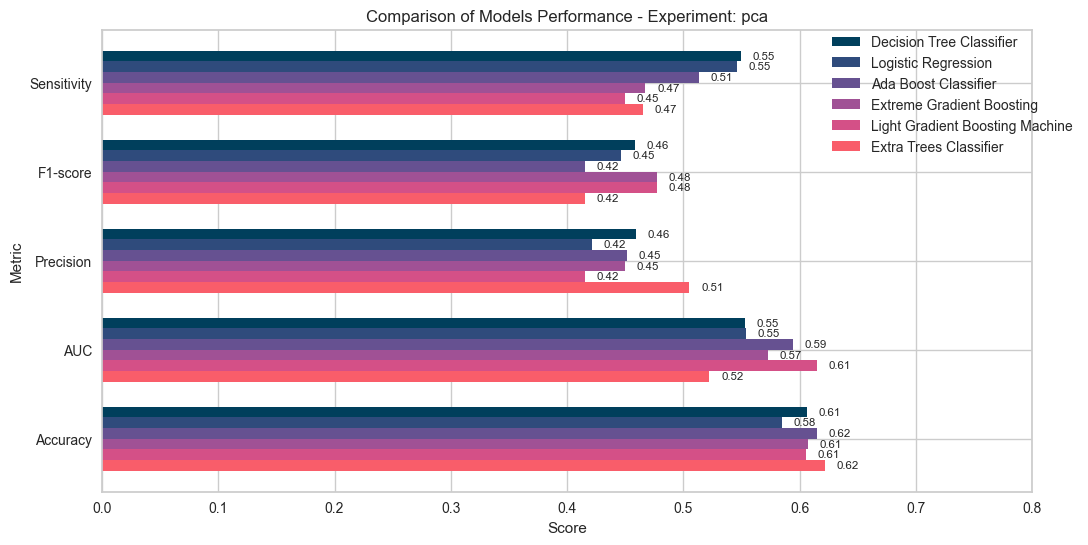 Comparison of Models Performance - Experiment: pca
Decision Tree Classifier
Logistic Regression
Ada Boost Classifier
Extreme Gradient Boosting
Light Gradient Boosting Machine
Extra Trees Classifier
Metric
Sensitivity
0.55
0.55
0.51
0.47
0.45
0.47
F1-score
0.46
0.45
0.42
0.48
0.48
0.42
Precision
0.46
0.42
0.45
0.45
0.42
0.51
AUC
0.55
0.55
0.59
0.57
0.61
0.52
Accuracy
0.61
0.58
0.62
0.61
0.61
0.62
0.0 0.1 0.2 0.3 0.4 0.5 0.6 0.7 0.8
Score